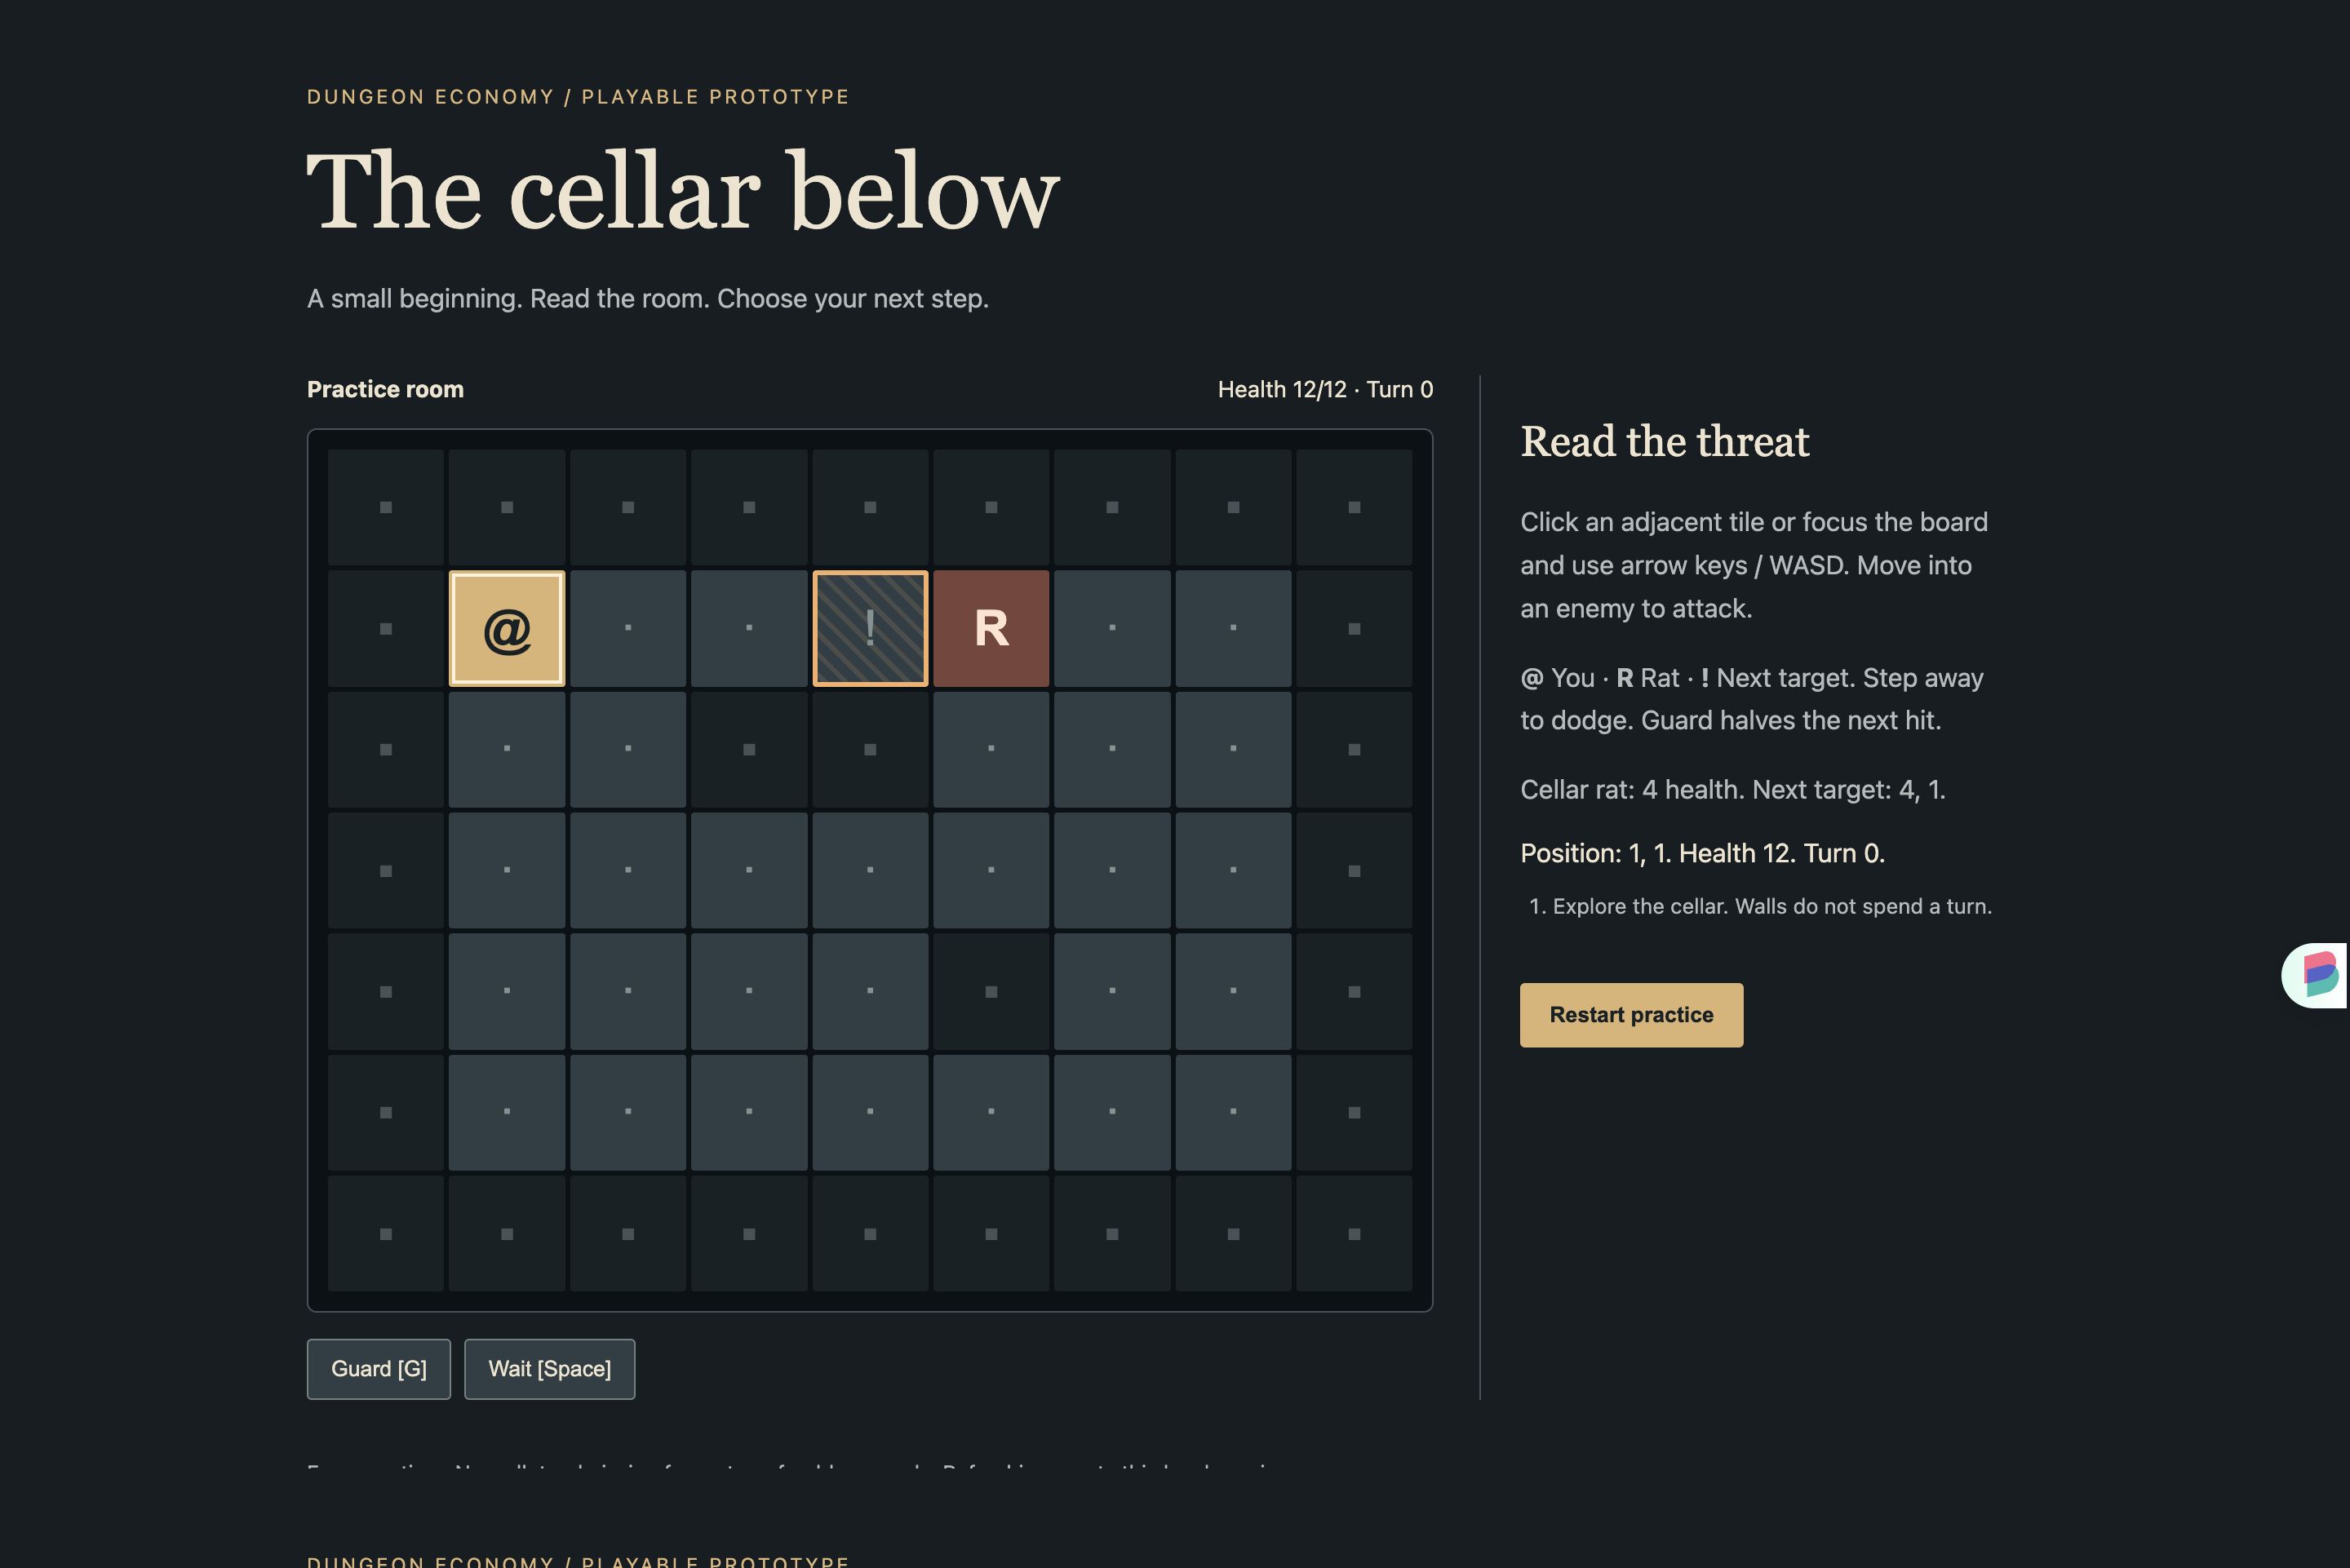 DUNGEON ECONOMY / PLAYABLE PROTOTYPE
The cellar below
A small beginning. Read the room. Choose your next step.
Practice room
Health 12/12 · Turn 0
@
!
R
Guard [G]
Wait [Space]
Read the threat
Click an adjacent tile or focus the board
and use arrow keys / WASD. Move into
an enemy to attack.
@ You · R Rat · ! Next target. Step away
to dodge. Guard halves the next hit.
Cellar rat: 4 health. Next target: 4, 1.
Position: 1, 1. Health 12. Turn 0.
1. Explore the cellar. Walls do not spend a turn.
Restart practice
DUNGEON ECONOMY / PLAYABLE PROTOTYPE